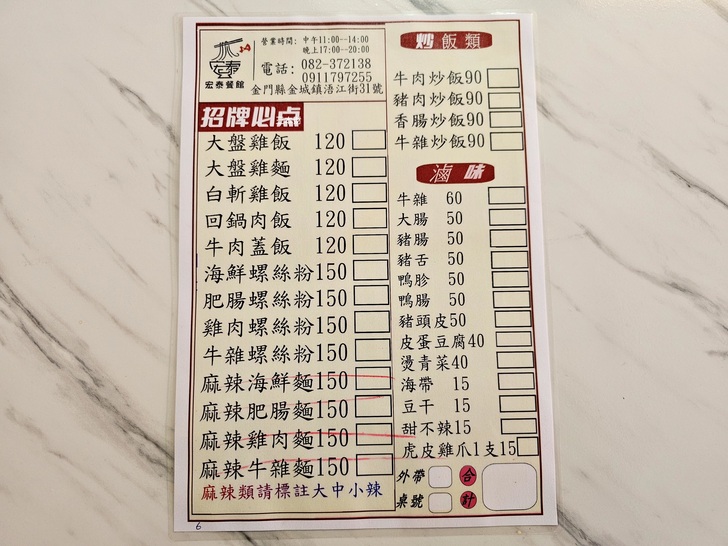 宏泰
宏泰餐館
營業時間：中午11:00--14:00
晚上17:00--20:00
電話：082-372138
0911797255
金門縣金城鎮浯江街31號
招牌必点
大盤雞飯 120
大盤雞麵 120
白斬雞飯 120
回鍋肉飯 120
牛肉蓋飯 120
海鮮螺絲粉150
肥腸螺絲粉150
雞肉螺絲粉150
牛雜螺絲粉150
麻辣海鮮麵150
麻辣肥腸麵150
麻辣雞肉麵150
麻辣牛雜麵150
麻辣類請標註大中小辣
6
炒飯類
牛肉炒飯90
豬肉炒飯90
香腸炒飯90
牛雜炒飯90
滷味
牛雜 60
大腸 50
豬腸 50
豬舌 50
鴨胗 50
鴨腸 50
豬頭皮50
皮蛋豆腐40
燙青菜40
海帶 15
豆干 15
甜不辣15
虎皮雞爪1支15
外帶
桌號
合計